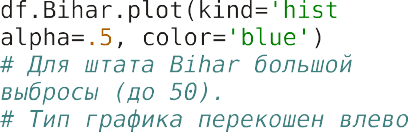 df.Bihar.plot(kind='hist
alpha=.5, color='blue')
# Для штата Bihar большой
выбросы (до 50).
# Тип графика перекошен влево